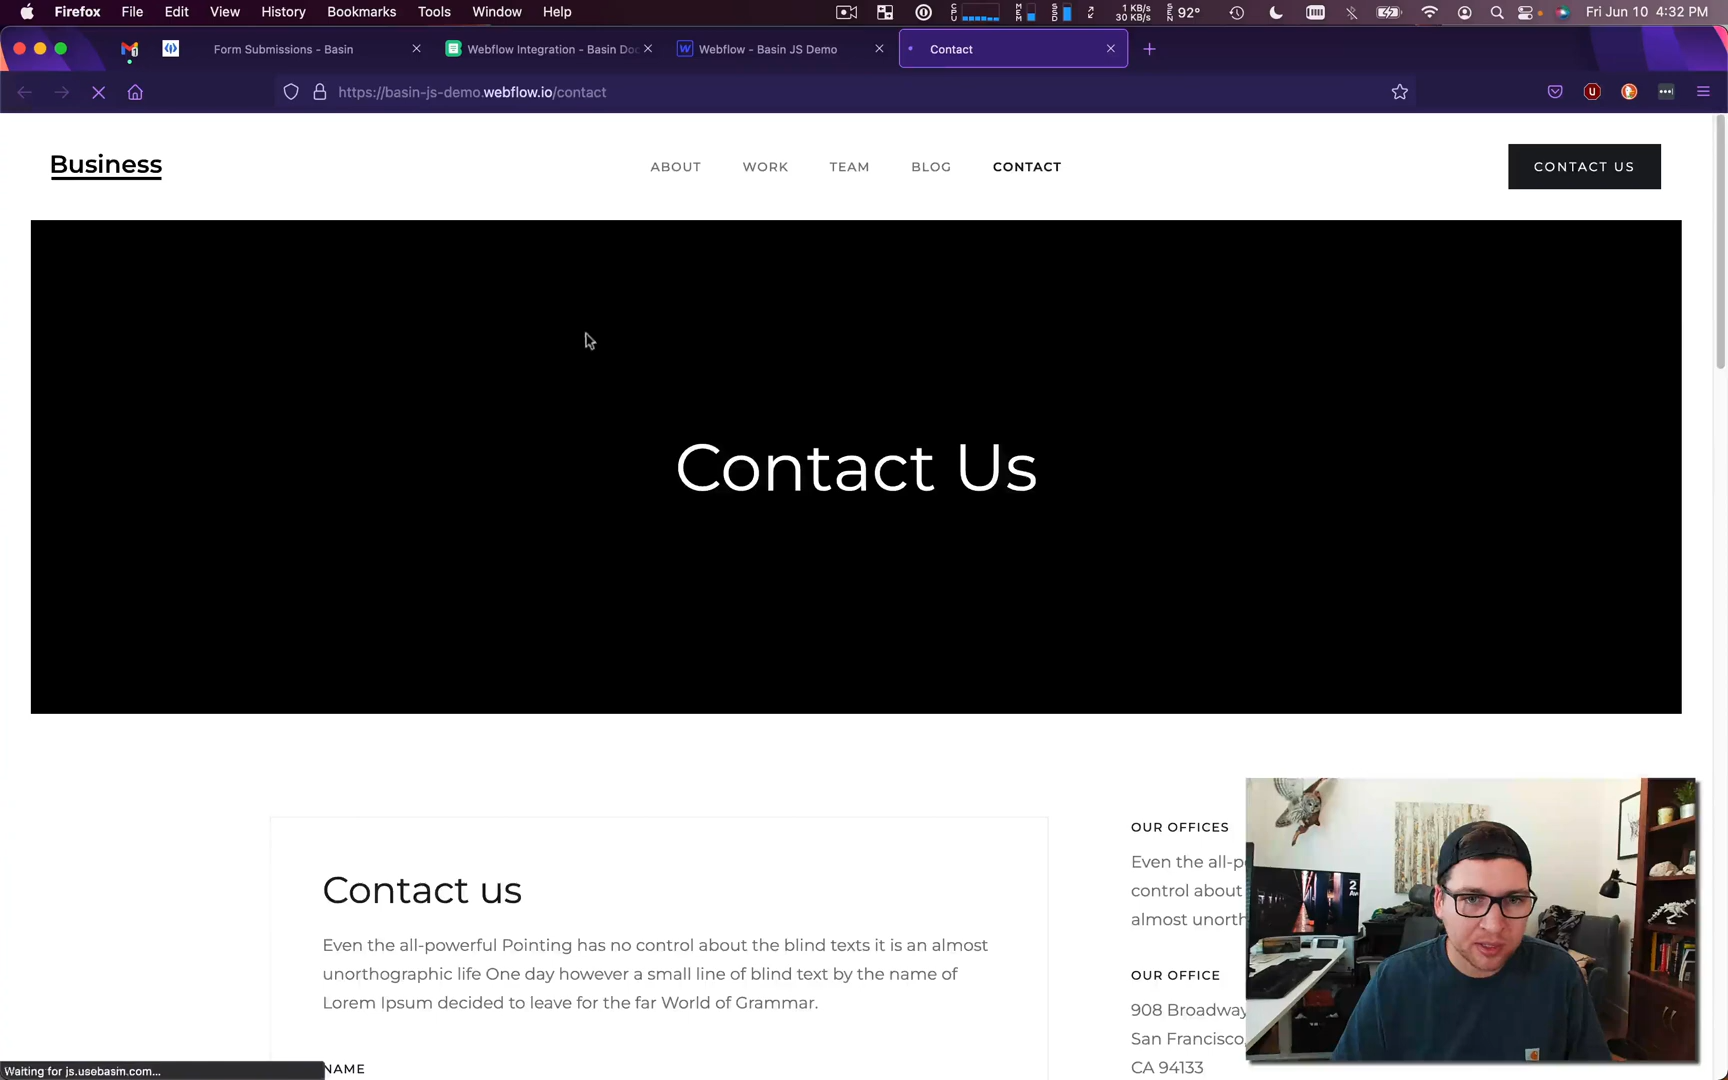 Firefox File Edit View History Bookmarks Tools Window Help 1 KB/s 30 KB/s 92° Fri Jun 10 4:32 PM
Form Submissions - Basin Webflow Integration - Basin Doc Webflow - Basin JS Demo Contact
https://basin-js-demo.webflow.io/contact
Business ABOUT WORK TEAM BLOG CONTACT CONTACT US
Contact Us
Contact us
Even the all-powerful Pointing has no control about the blind texts it is an almost
unorthographic life One day however a small line of blind text by the name of
Lorem Ipsum decided to leave for the far World of Grammar.
NAME
OUR OFFICES
Even the all-p
control about
almost unorth
OUR OFFICE
908 Broadway
San Francisco,
CA 94133
Waiting for js.usebasin.com...